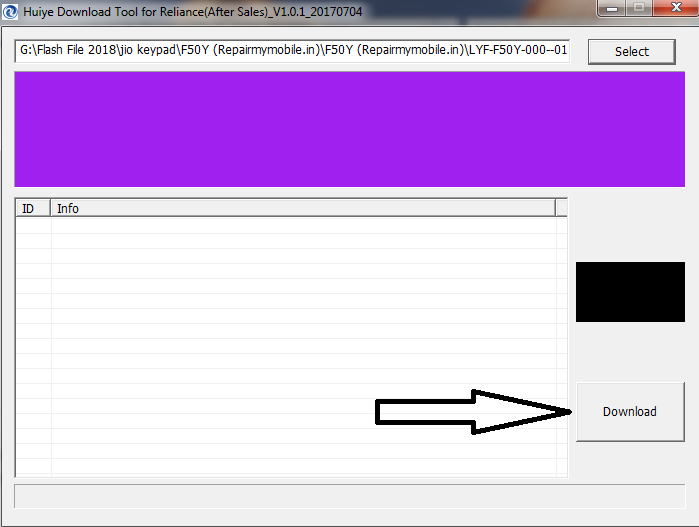 Huiye Download Tool for Reliance(After Sales)_V1.0.1_20170704
G:\Flash File 2018\jio keypad\F50Y (Repairmymobile.in)\F50Y (Repairmymobile.in)\LYF-F50Y-000--01
Select
ID Info
Download